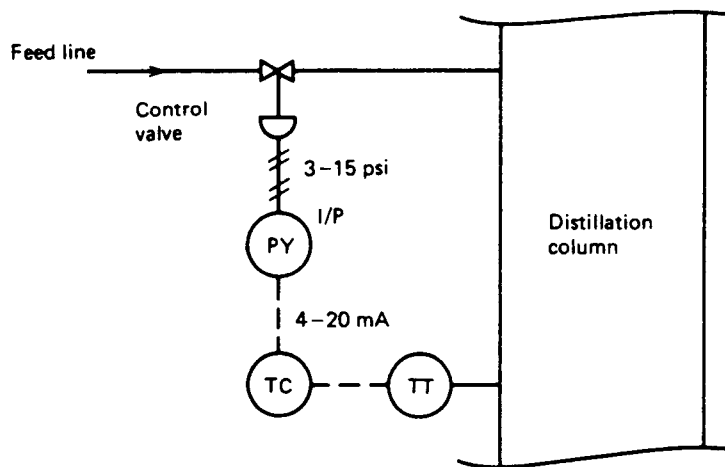 Feed line
Control
valve
3–15 psi
I/P
PY
Distillation
column
4–20 mA
TC
TT